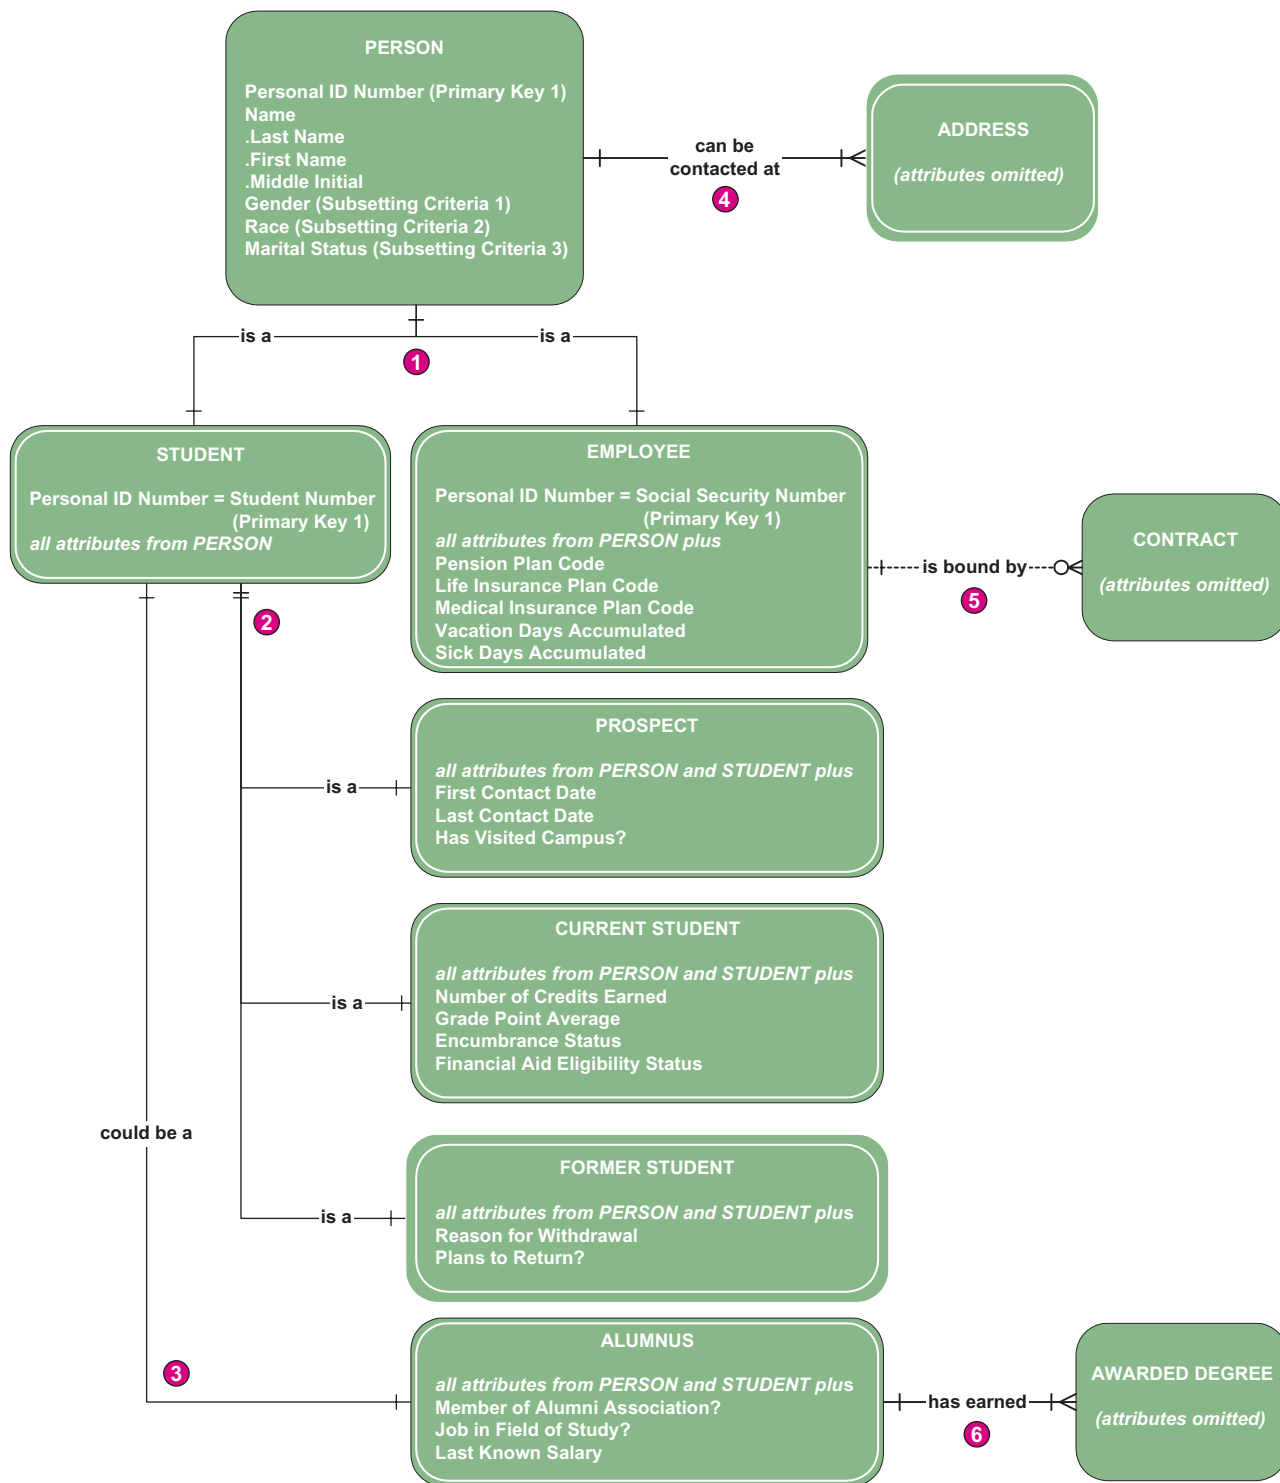 PERSON
Personal ID Number (Primary Key 1)
Name
.Last Name
.First Name
.Middle Initial
Gender (Subsetting Criteria 1)
Race (Subsetting Criteria 2)
Marital Status (Subsetting Criteria 3)
can be
contacted at
4
ADDRESS
(attributes omitted)
is a
is a
1
STUDENT
Personal ID Number = Student Number
(Primary Key 1)
all attributes from PERSON
2
EMPLOYEE
Personal ID Number = Social Security Number
(Primary Key 1)
all attributes from PERSON plus
Pension Plan Code
Life Insurance Plan Code
Medical Insurance Plan Code
Vacation Days Accumulated
Sick Days Accumulated
is bound by
5
CONTRACT
(attributes omitted)
is a
PROSPECT
all attributes from PERSON and STUDENT plus
First Contact Date
Last Contact Date
Has Visited Campus?
is a
CURRENT STUDENT
all attributes from PERSON and STUDENT plus
Number of Credits Earned
Grade Point Average
Encumbrance Status
Financial Aid Eligibility Status
could be a
is a
FORMER STUDENT
all attributes from PERSON and STUDENT plus
Reason for Withdrawal
Plans to Return?
3
ALUMNUS
all attributes from PERSON and STUDENT plus
Member of Alumni Association?
Job in Field of Study?
Last Known Salary
has earned
6
AWARDED DEGREE
(attributes omitted)